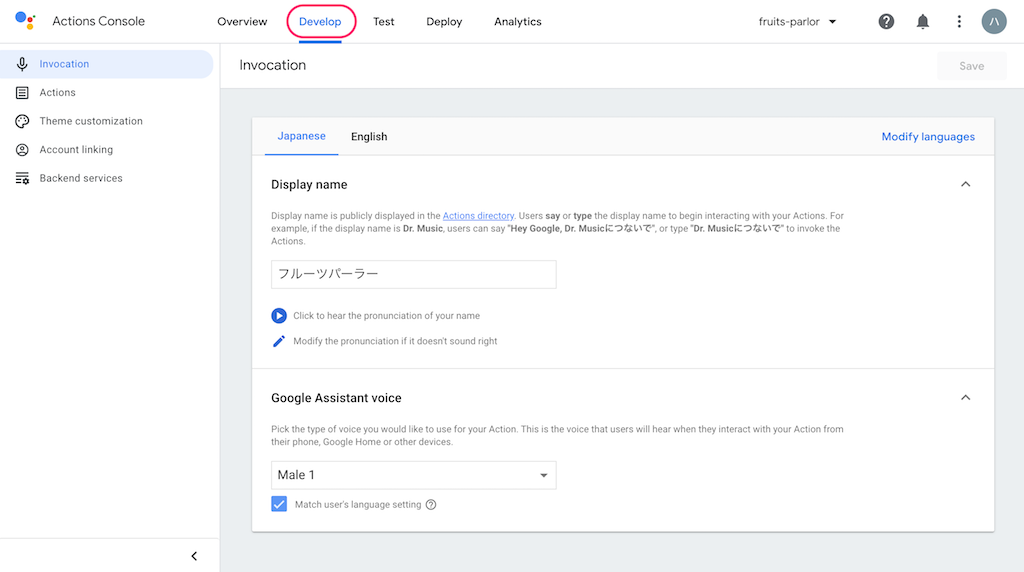 Actions Console
Overview
Develop
Test
Deploy
Analytics
fruits-parlor
Invocation
Actions
Theme customization
Account linking
Backend services
Invocation
Save
Japanese
English
Modify languages
Display name
Display name is publicly displayed in the Actions directory. Users say or type the display name to begin interacting with your Actions. For
example, if the display name is Dr. Music, users can say "Hey Google, Dr. Musicにつないで", or type "Dr. Musicにつないで" to invoke the
Actions.
フルーツパーラー
Click to hear the pronunciation of your name
Modify the pronunciation if it doesn't sound right
Google Assistant voice
Pick the type of voice you would like to use for your Action. This is the voice that users will hear when they interact with your Action from
their phone, Google Home or other devices.
Male 1
Match user's language setting